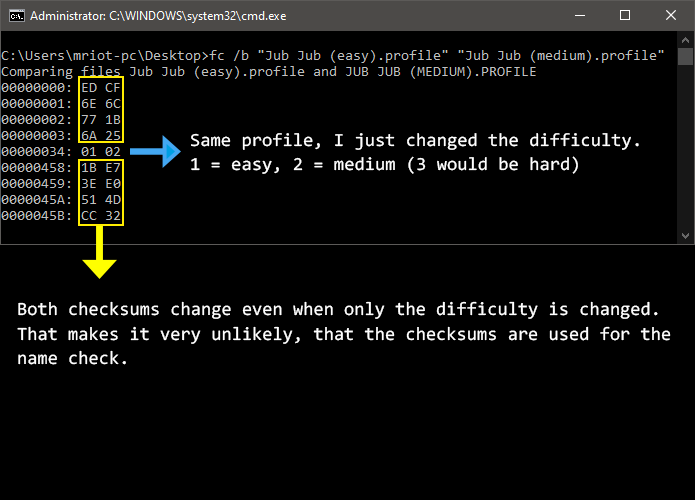 Administrator: C:\WINDOWS\system32\cmd.exe
C:\Users\mriot-pc\Desktop>fc /b "Jub Jub (easy).profile" "Jub Jub (medium).profile"
Comparing files Jub Jub (easy).profile and JUB JUB (MEDIUM).PROFILE
00000000: ED CF
00000001: 6E 6C
00000002: 77 1B
00000003: 6A 25
00000034: 01 02
00000458: 1B E7
00000459: 3E E0
0000045A: 51 4D
0000045B: CC 32
Same profile, I just changed the difficulty.
1 = easy, 2 = medium (3 would be hard)
Both checksums change even when only the difficulty is changed.
That makes it very unlikely, that the checksums are used for the
name check.